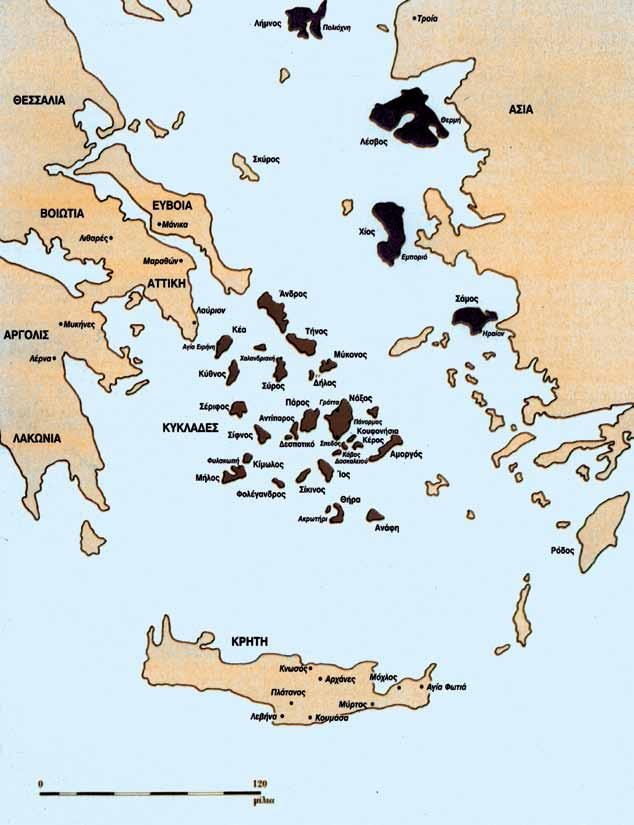 Λήμνος
Πολιόχνη
Τροία
ΘΕΣΣΑΛΙΑ
ΑΣΙΑ
Θερμή
Λέσβος
Σκύρος
ΕΥΒΟΙΑ
ΒΟΙΩΤΙΑ
Μάνικα
Λιθαρές
Χίος
Εμποριό
Μαραθών
ΑΤΤΙΚΗ
Άνδρος
Σάμος
Λαύριον
Ηραίον
Μυκήνες
Κέα
Τήνος
ΑΡΓΟΛΙΣ
Αγία Ειρήνη
Χαλανδριανή
Μύκονος
Λέρνα
Κύθνος
Σύρος
Δήλος
Σέριφος
Πάρος
Γρόττα
Νάξος
Αντίπαρος
Πάνορμος
ΚΥΚΛΑΔΕΣ
Κουφονήσια
ΛΑΚΩΝΙΑ
Σίφνος
Δεσποτικό
Σπεδός
Κέρος
Κάβος
Δασκαλειού
Αμοργός
Φυλακωπή
Κίμωλος
Μήλος
Ίος
Φολέγανδρος
Σίκινος
Θήρα
Ακρωτήρι
Ανάφη
Ρόδος
ΚΡΗΤΗ
Κνωσός
Αρχάνες
Μόχλος
Αγία Φωτιά
Πλάτανος
Μύρτος
Λεβήνα
Κουμάσα
0
120
μίλια